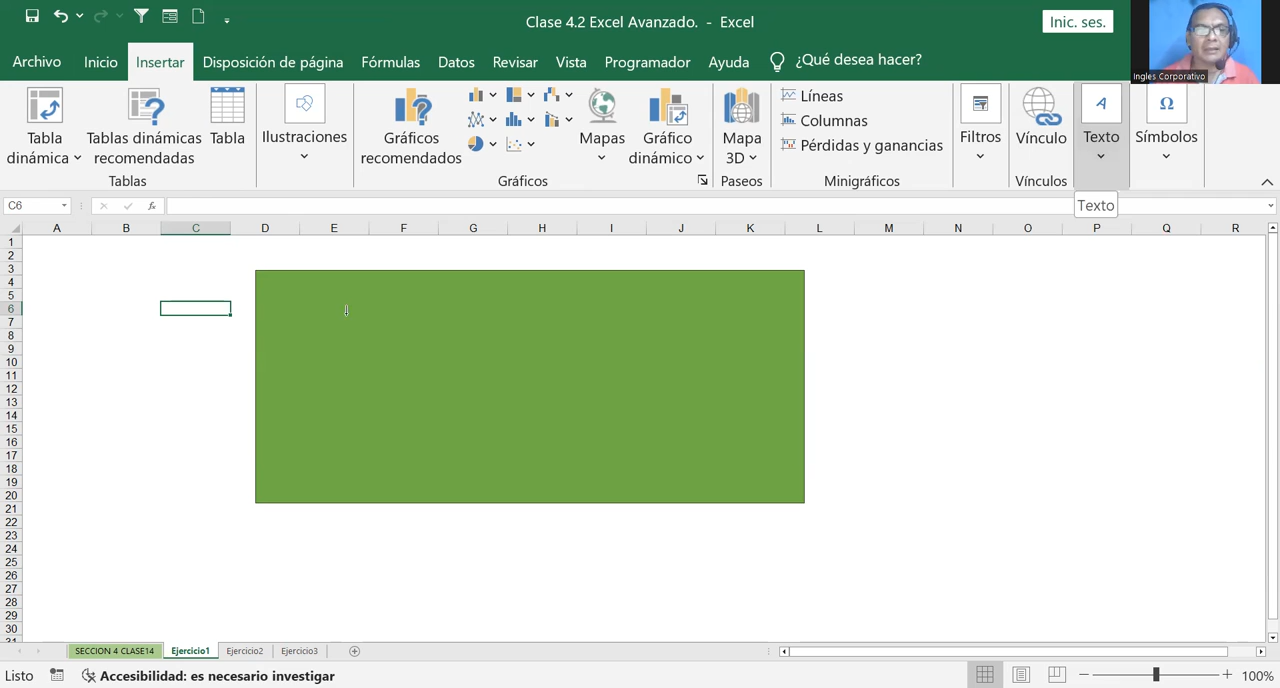 Clase 4.2 Excel Avanzado. - Excel
Inic. ses.
Ingles Corporativo
Archivo Inicio Insertar Disposición de página Fórmulas Datos Revisar Vista Programador Ayuda ¿Qué desea hacer?
Tabla dinámica
Tablas dinámicas recomendadas
Tabla
Ilustraciones
Gráficos recomendados
Mapas
Gráfico dinámico
Mapa 3D
Líneas
Columnas
Pérdidas y ganancias
Filtros
Vínculo
Texto
Símbolos
Tablas
Gráficos
Paseos
Minigráficos
Vínculos
C6
fx
Texto
A B C D E F G H I J K L M N O P Q R
1
2
3
4
5
6
7
8
9
10
11
12
13
14
15
16
17
18
19
20
21
22
23
24
25
26
27
28
29
30
31
SECCION 4 CLASE14 Ejercicio1 Ejercicio2 Ejercicio3
Listo Accesibilidad: es necesario investigar 100%